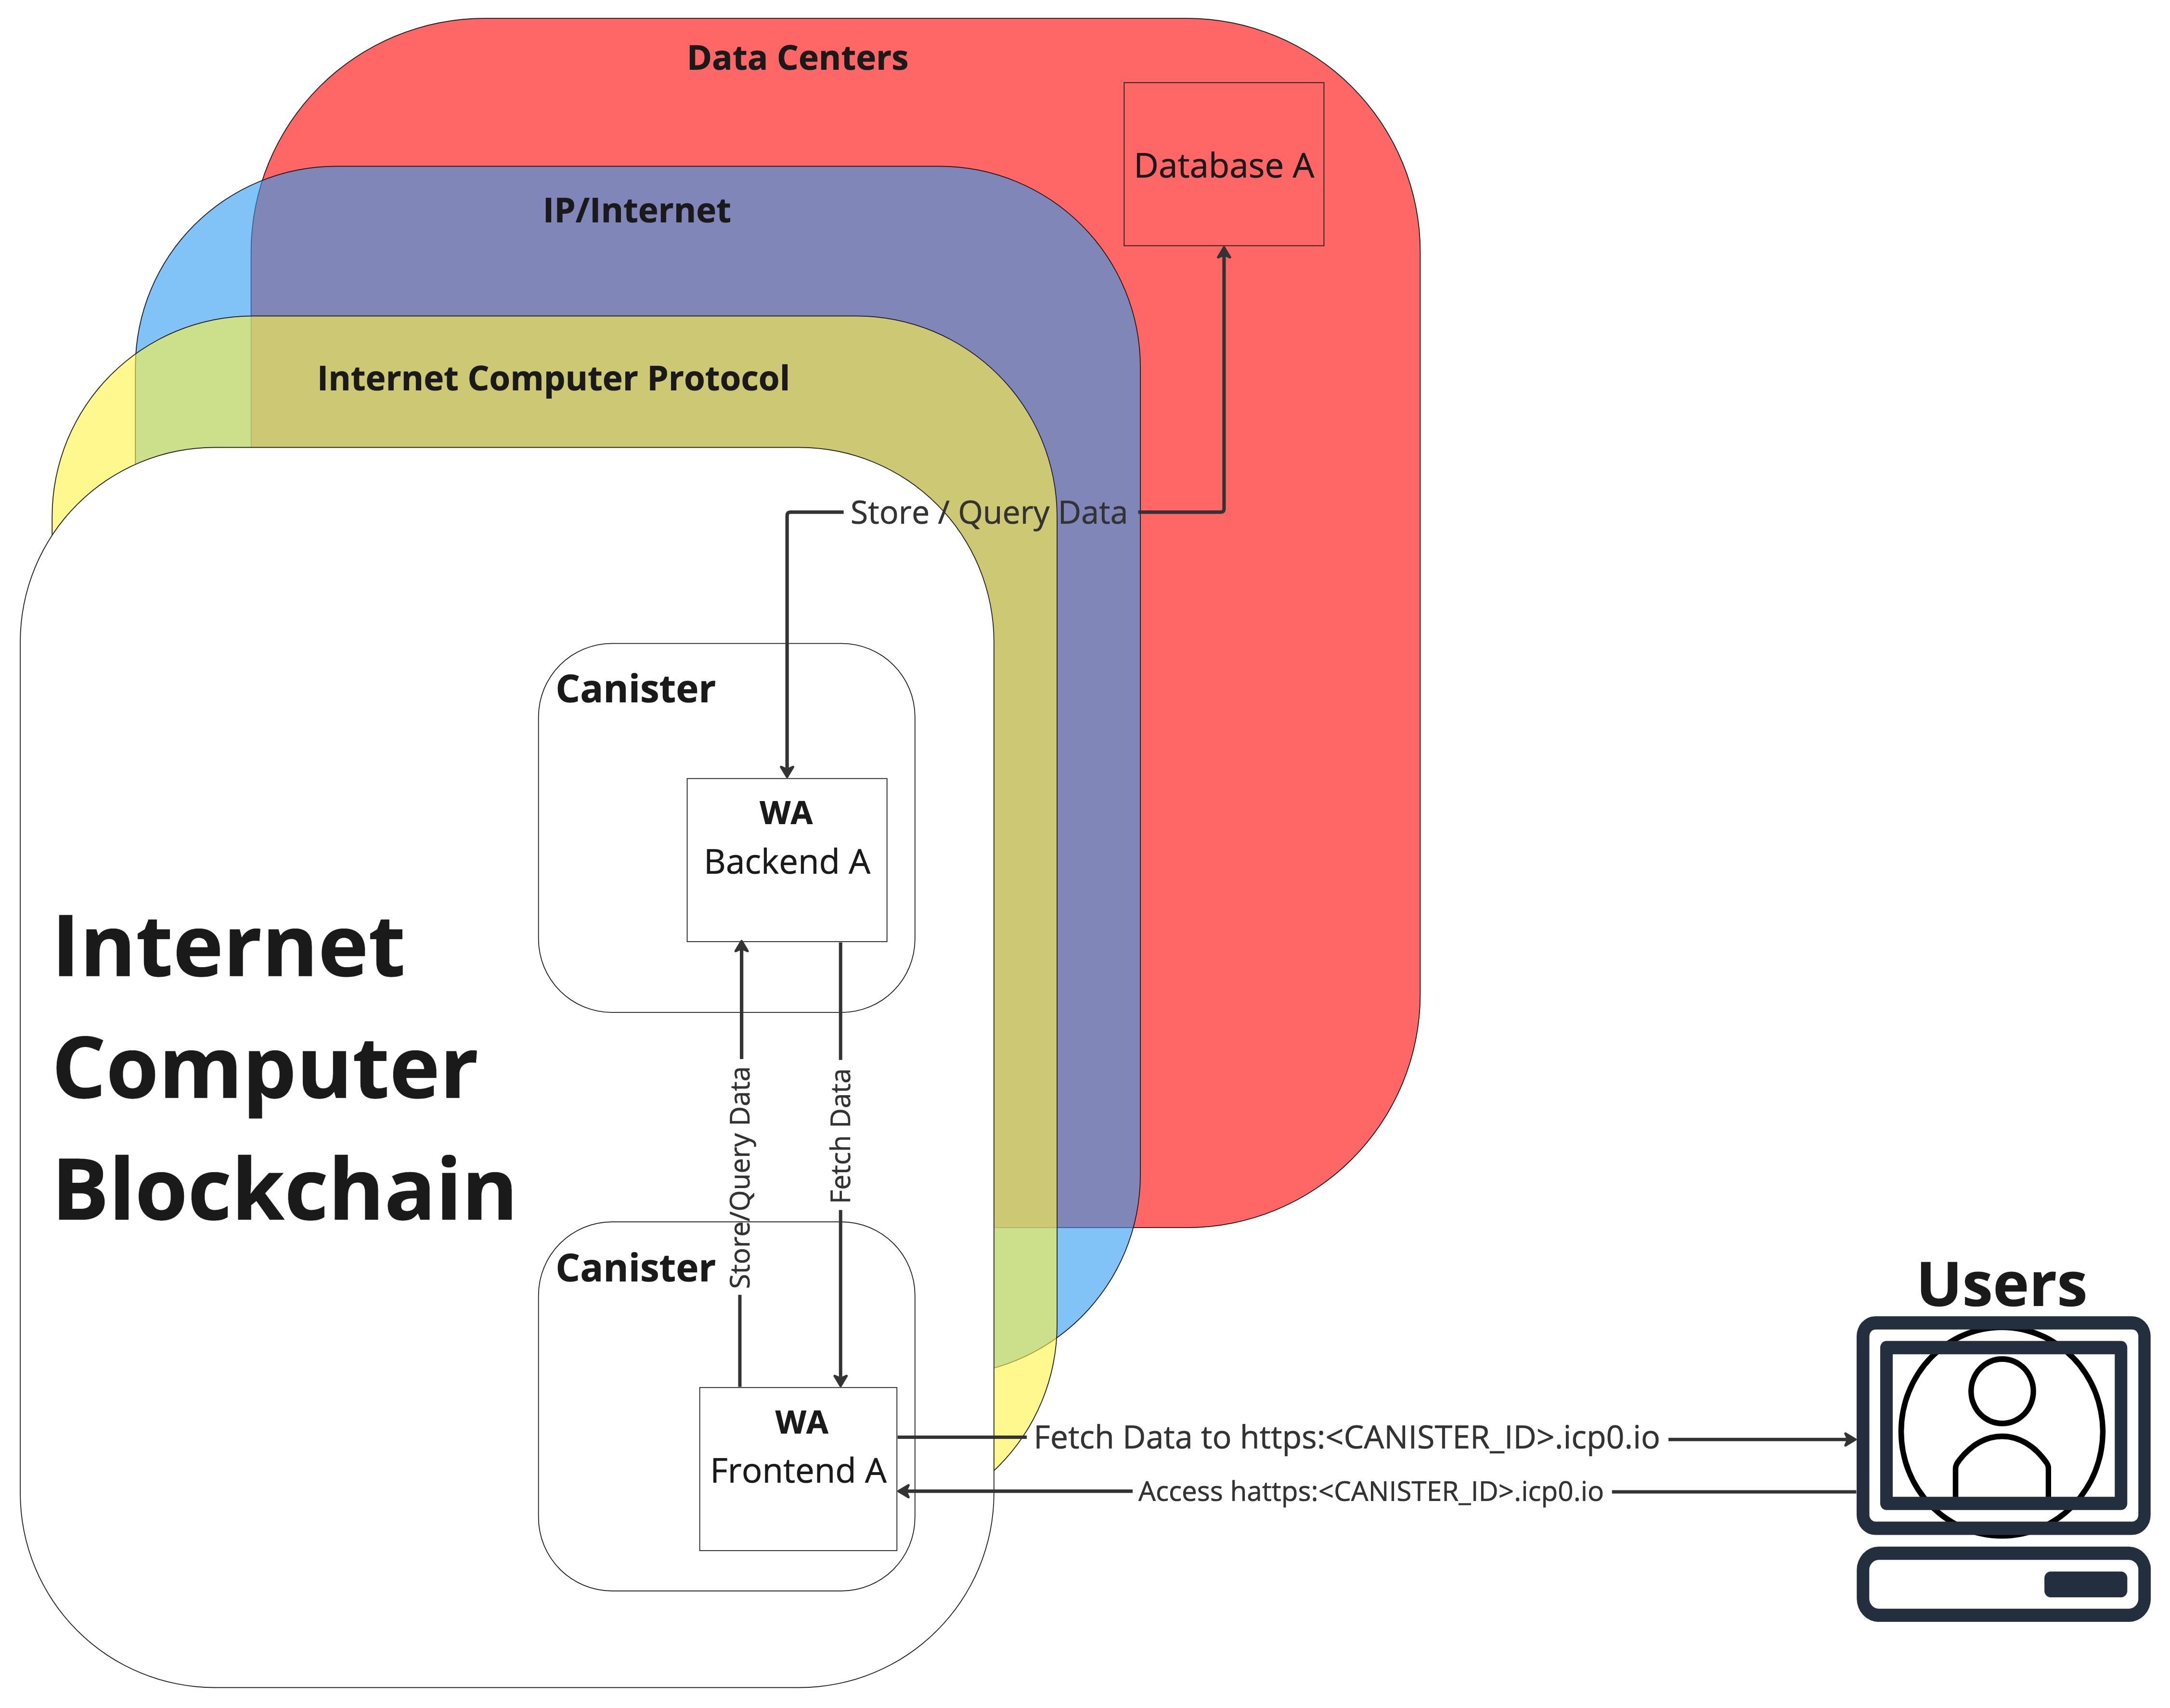 Data Centers
Database A
IP/Internet
Internet Computer Protocol
Store / Query Data
Canister
WA
Backend A
Internet
Computer
Blockchain
Store/Query Data
Fetch Data
Canister
WA
Frontend A
Users
Fetch Data to https:<CANISTER_ID>.icp0.io
Access hattps:<CANISTER_ID>.icp0.io